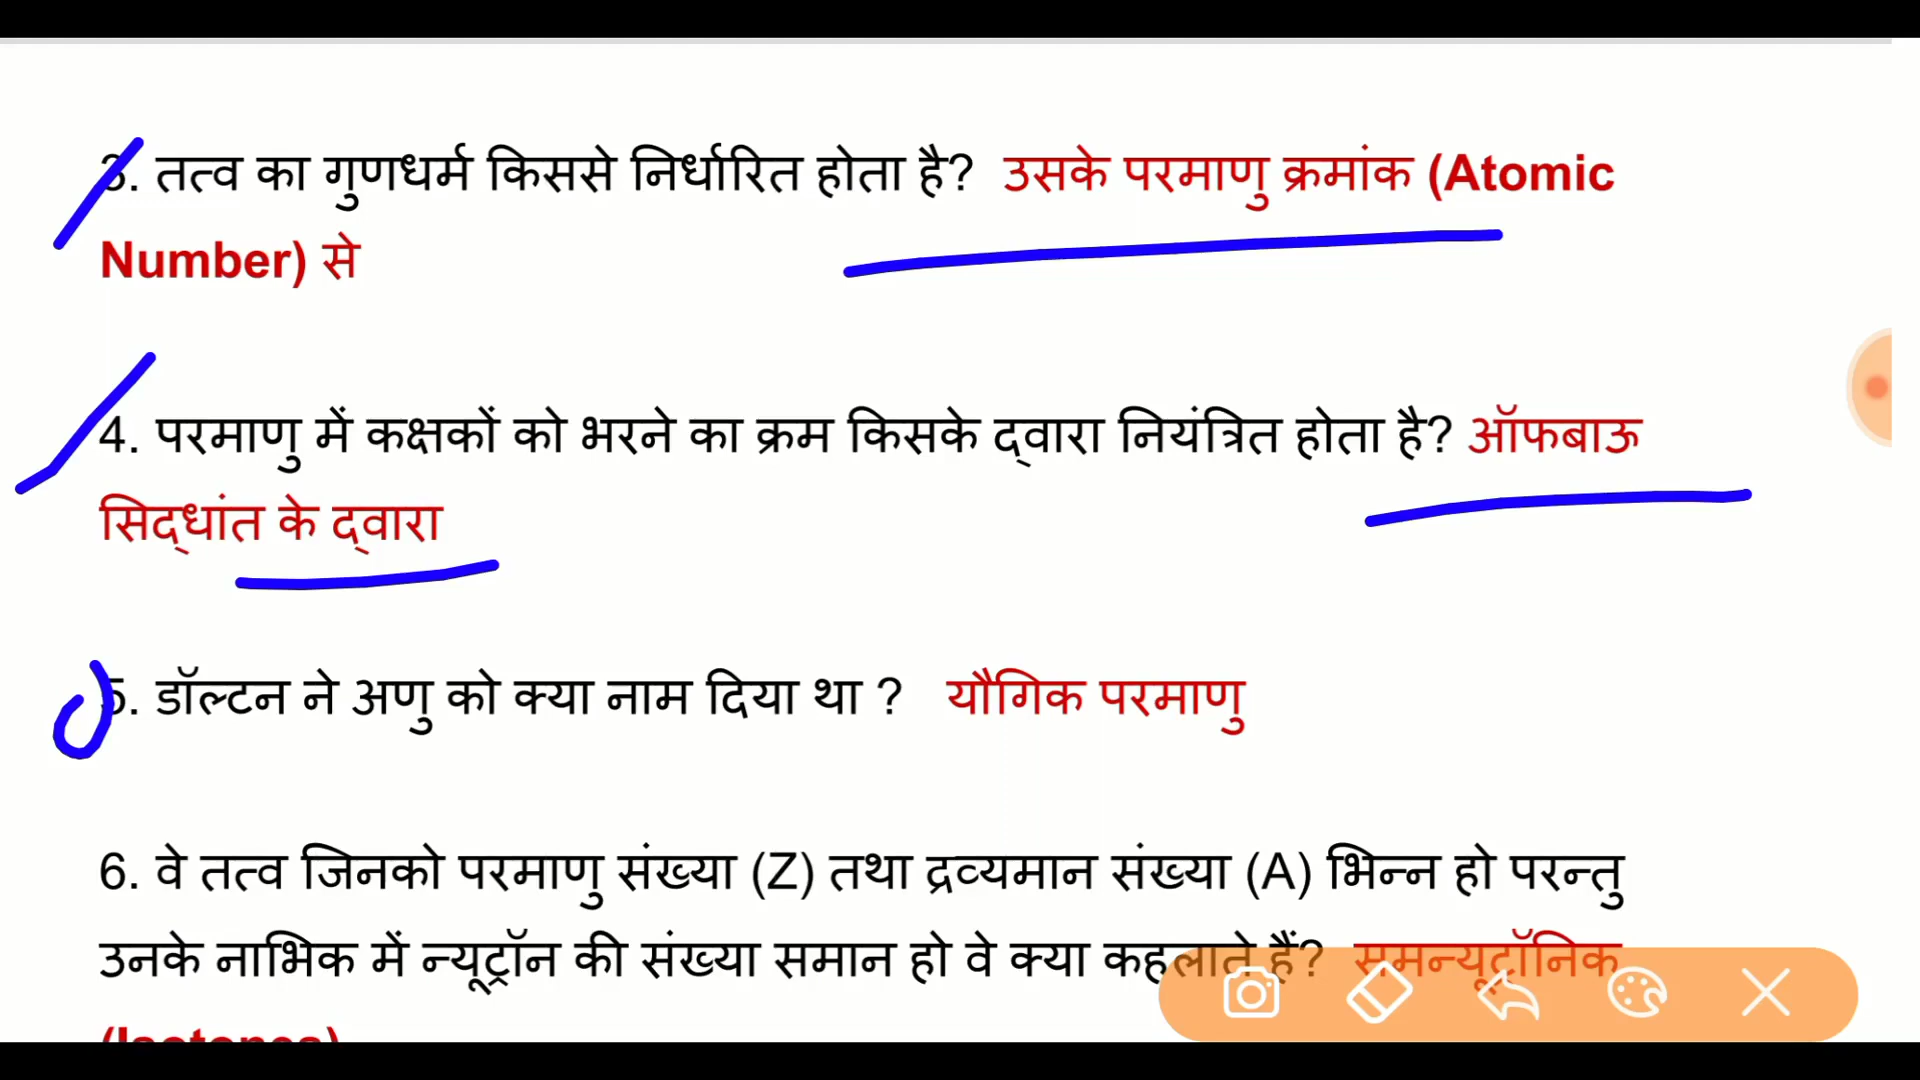 3. तत्व का गुणधर्म किससे निर्धारित होता है? उसके परमाणु क्रमांक (Atomic
Number) से
4. परमाणु में कक्षकों को भरने का क्रम किसके द्वारा नियंत्रित होता है? ऑफबाऊ
सिद्धांत के द्वारा
5. डॉल्टन ने अणु को क्या नाम दिया था ? यौगिक परमाणु
6. वे तत्व जिनको परमाणु संख्या (Z) तथा द्रव्यमान संख्या (A) भिन्न हो परन्तु
उनके नाभिक में न्यूट्रॉन की संख्या समान हो वे क्या कहलाते हैं? समन्यूट्रॉनिक